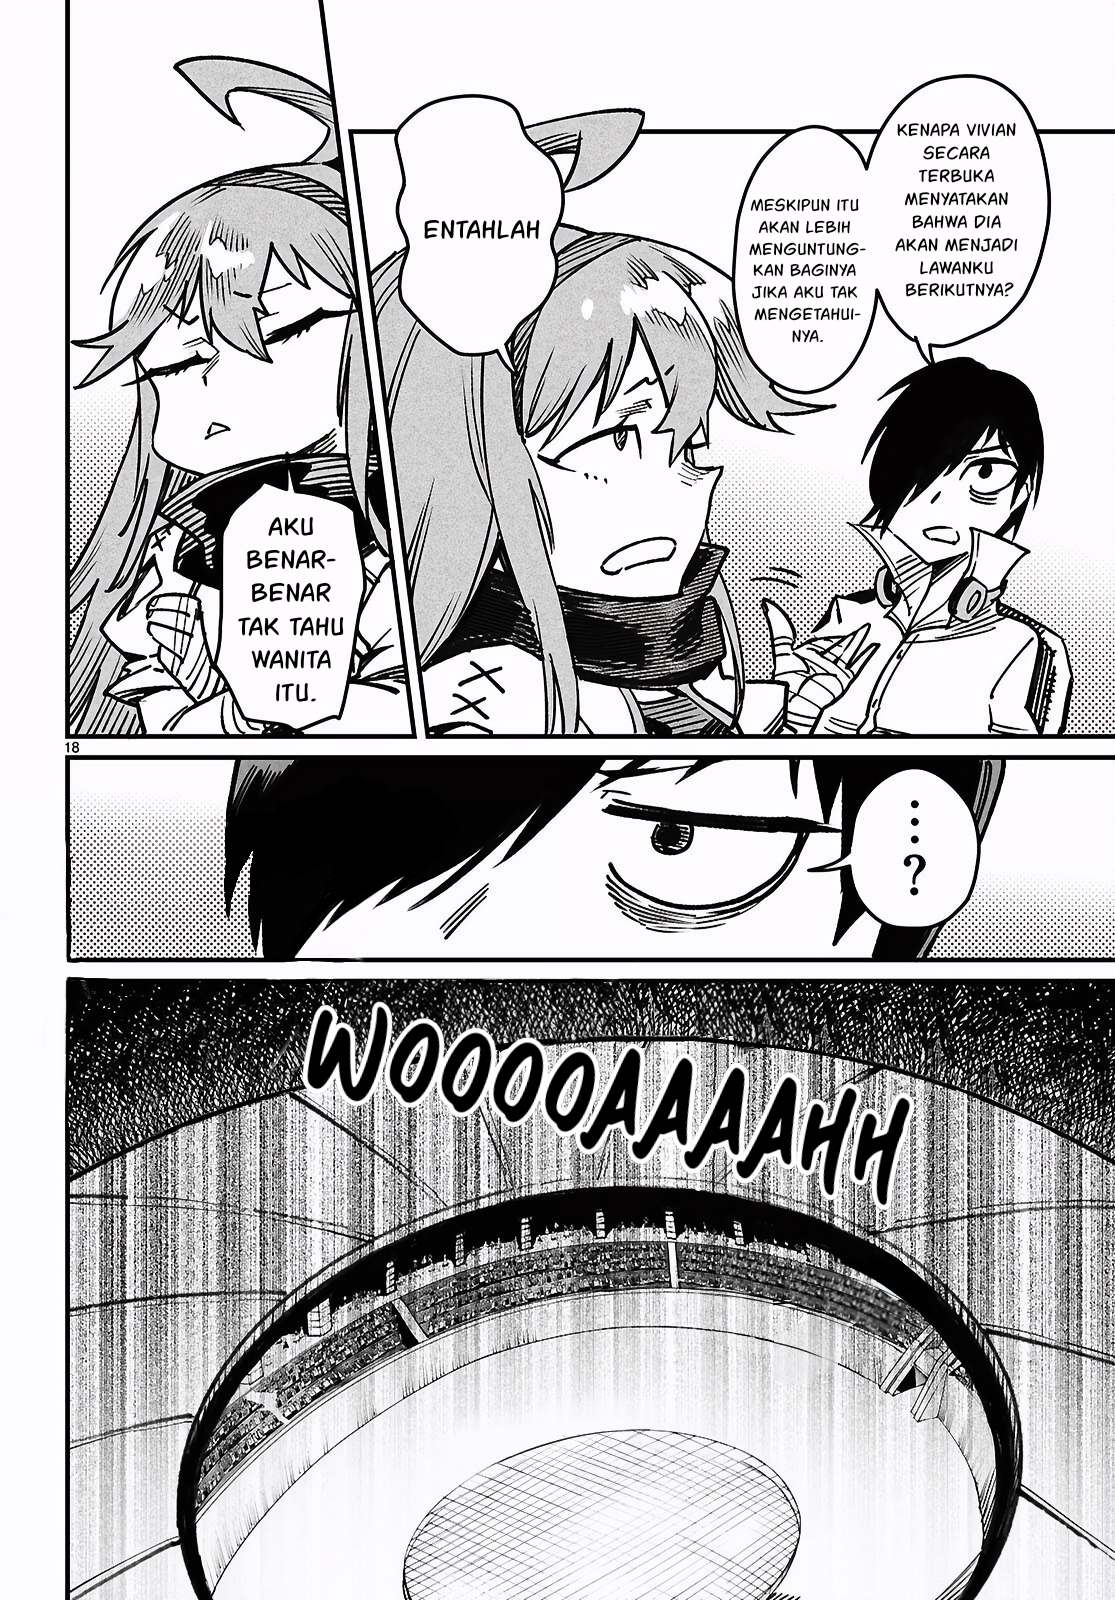 KENAPA VIVIAN
SECARA
TERBUKA
MENYATAKAN
BAHWA DIA
AKAN MENJADI
LAWANKU
BERIKUTNYA?
MESKIPUN ITU
AKAN LEBIH
MENGUNTUNG-
KAN BAGINYA
JIKA AKU TAK
MENGETAHUI-
NYA.
ENTAHLAH
AKU
BENAR-
BENAR
TAK TAHU
WANITA
ITU.
18
....?
WOOOOAAAAHH